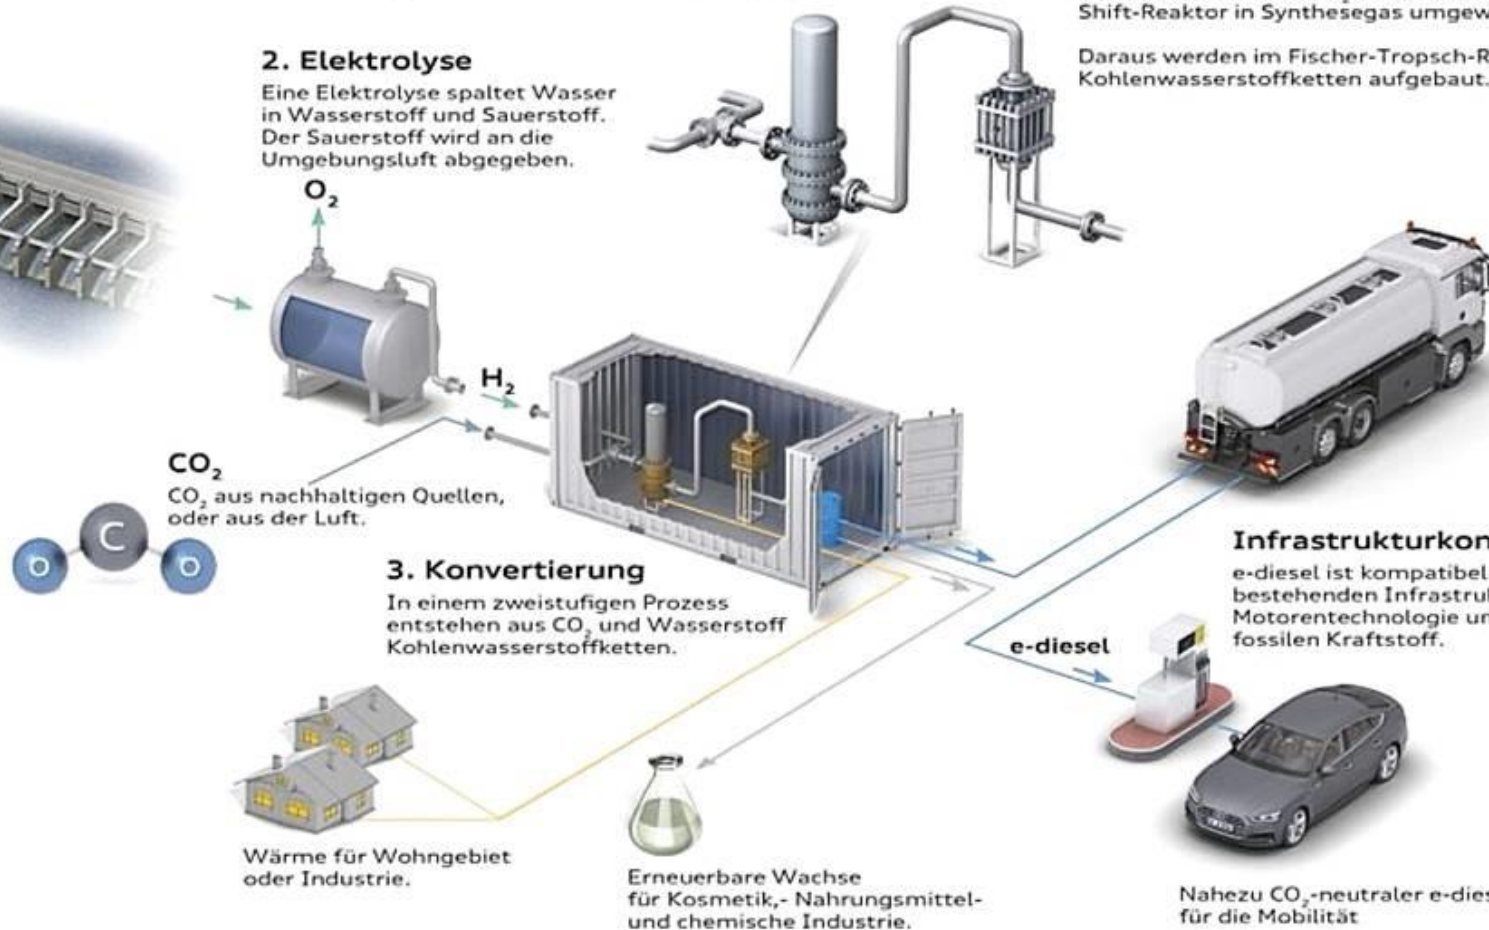 Shift-Reaktor in Synthesegas umgew
Daraus werden im Fischer-Tropsch-R
Kohlenwasserstoffketten aufgebaut.
2. Elektrolyse
Eine Elektrolyse spaltet Wasser
in Wasserstoff und Sauerstoff.
Der Sauerstoff wird an die
Umgebungsluft abgegeben.
O₂
H₂
CO₂
CO₂ aus nachhaltigen Quellen,
oder aus der Luft.
O C O
3. Konvertierung
In einem zweistufigen Prozess
entstehen aus CO₂ und Wasserstoff
Kohlenwasserstoffketten.
Infrastrukturkon
e-diesel ist kompatibel
bestehenden Infrastruk
Motorentechnologie un
fossilen Kraftstoff.
e-diesel
Wärme für Wohngebiet
oder Industrie.
Erneuerbare Wachse
für Kosmetik,- Nahrungsmittel-
und chemische Industrie.
Nahezu CO₂-neutraler e-dies
für die Mobilität